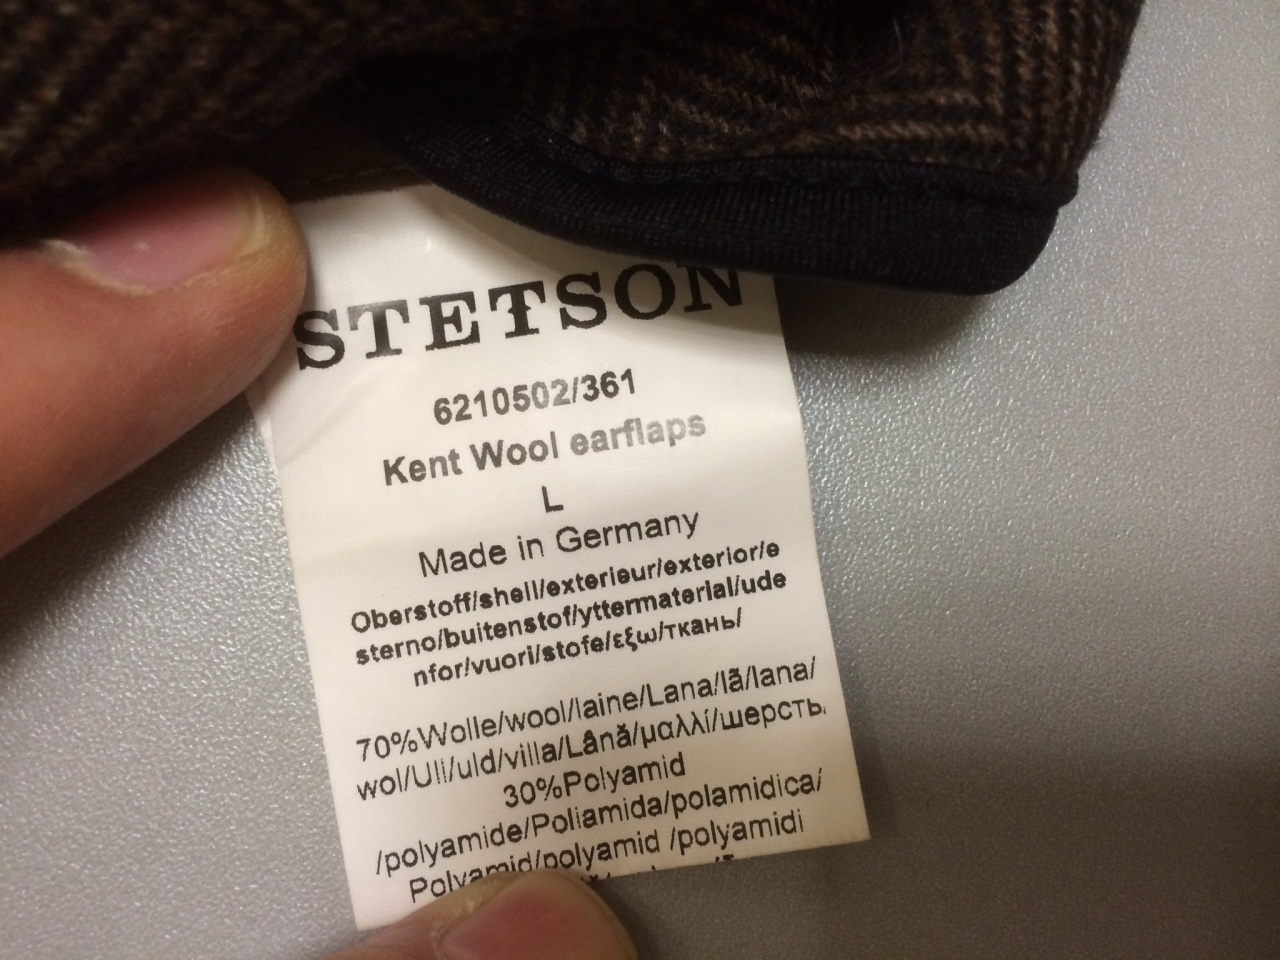 STETSON
6210502/361
Kent Wool earflaps
L
Made in Germany
Oberstoff/shell/exterieur/exterior/e
sterno/buitenstof/yttermaterial/ude
nfor/vuori/stofe/εξω/ткань/
70%Wolle/wool/laine/Lana/lã/lana/
wol/Ull/uld/villa/Lână/μαλλί/шерсть.
30%Polyamid
/polyamide/Poliamida/polamidica/
Polyamid/polyamid /polyamidi